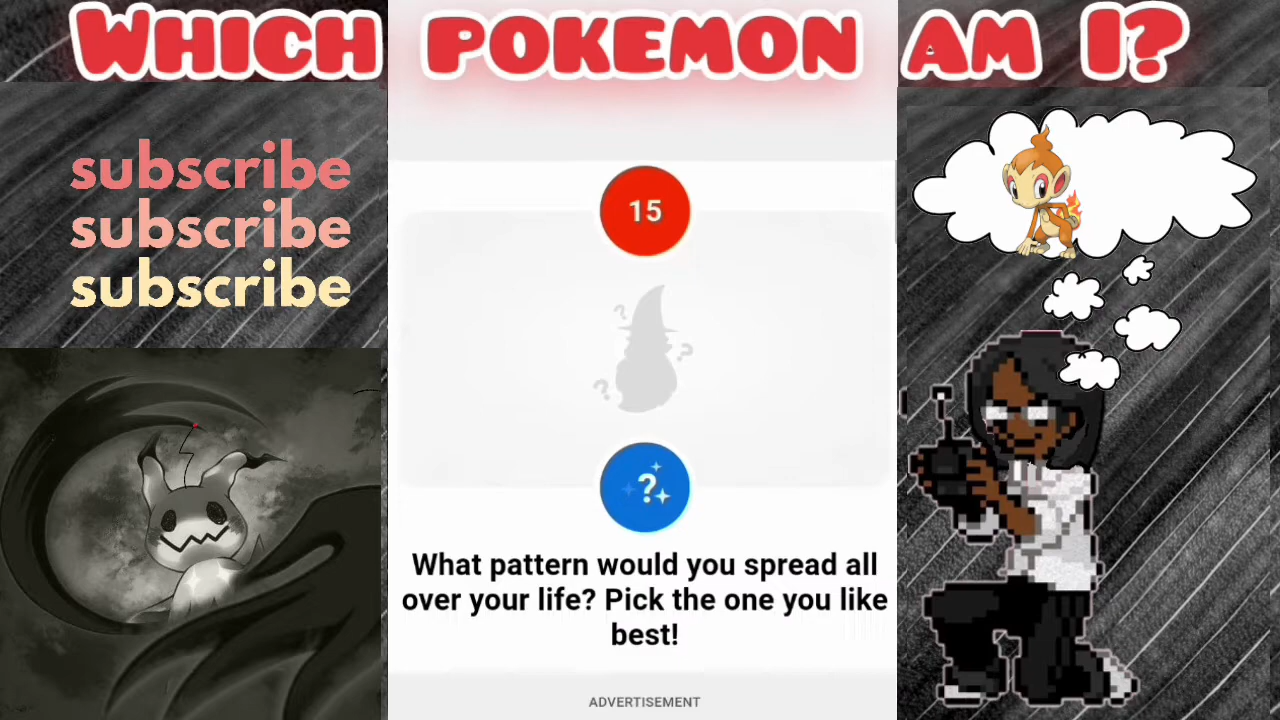 WHICH POKEMON AM I?
subscribe
subscribe
subscribe
15
?
?
?
?
What pattern would you spread all
over your life? Pick the one you like
best!
ADVERTISEMENT